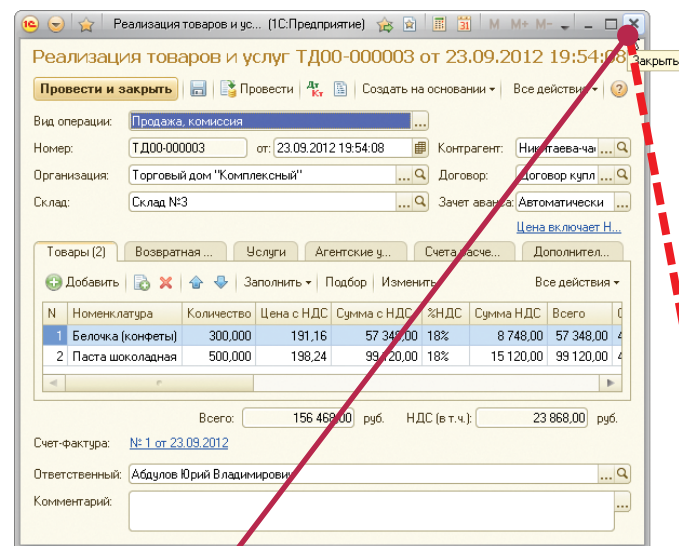 Реализация товаров и ус... (1С:Предприятие) M M+ M-
Реализация товаров и услуг ТД00-000003 от 23.09.2012 19:54:08
Закрыть
Провести и закрыть Провести Дт Кт Создать на основании Все действия ?
Вид операции: Продажа, комиссия ...
Номер: ТД00-000003 от: 23.09.2012 19:54:08 Контрагент: ...
Организация: Торговый дом "Комплексный" ... Договор: Договор купл ...
Склад: Склад №3 ... Зачет аванса: Автоматически ...
Цена включает Н...
Товары (2) Возвратная ... Услуги Агентские у... Счета расче... Дополнител...
Добавить Заполнить Подбор Изменить Все действия
N Номенклатура Количество Цена с НДС Сумма с НДС %НДС Сумма НДС Всего
1 Белочка (конфеты) 300,000 191,16 57 348,00 18% 8 748,00 57 348,00 4
2 Паста шоколадная 500,000 198,24 99 120,00 18% 15 120,00 99 120,00 4
Всего: 156 468,00 руб. НДС (в т.ч.): 23 868,00 руб.
Счет-фактура: № 1 от 23.09.2012
Ответственный: Абдулов Юрий Владимирович ...
Комментарий: ...